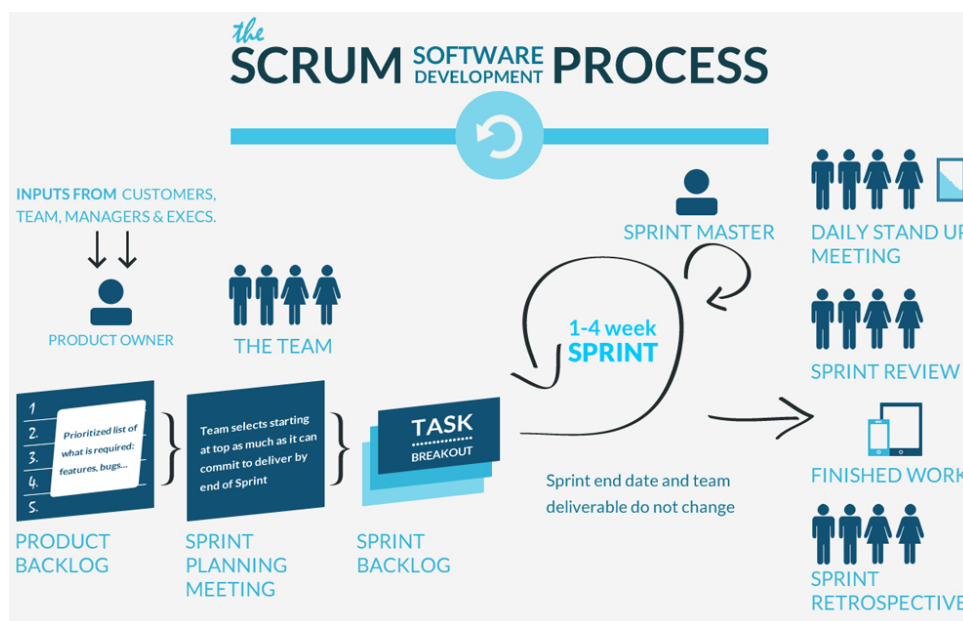 the
SCRUM SOFTWARE DEVELOPMENT PROCESS
INPUTS FROM CUSTOMERS,
TEAM, MANAGERS & EXECS.
PRODUCT OWNER
THE TEAM
1
2.
3.
4.
5.
Prioritized list of
what is required:
features, bugs...
PRODUCT
BACKLOG
Team selects starting
at top as much as it can
commit to deliver by
end of Sprint
SPRINT
PLANNING
MEETING
TASK
BREAKOUT
SPRINT
BACKLOG
1-4 week
SPRINT
SPRINT MASTER
Sprint end date and team
deliverable do not change
DAILY STAND UP
MEETING
SPRINT REVIEW
FINISHED WORK
SPRINT
RETROSPECTIVE